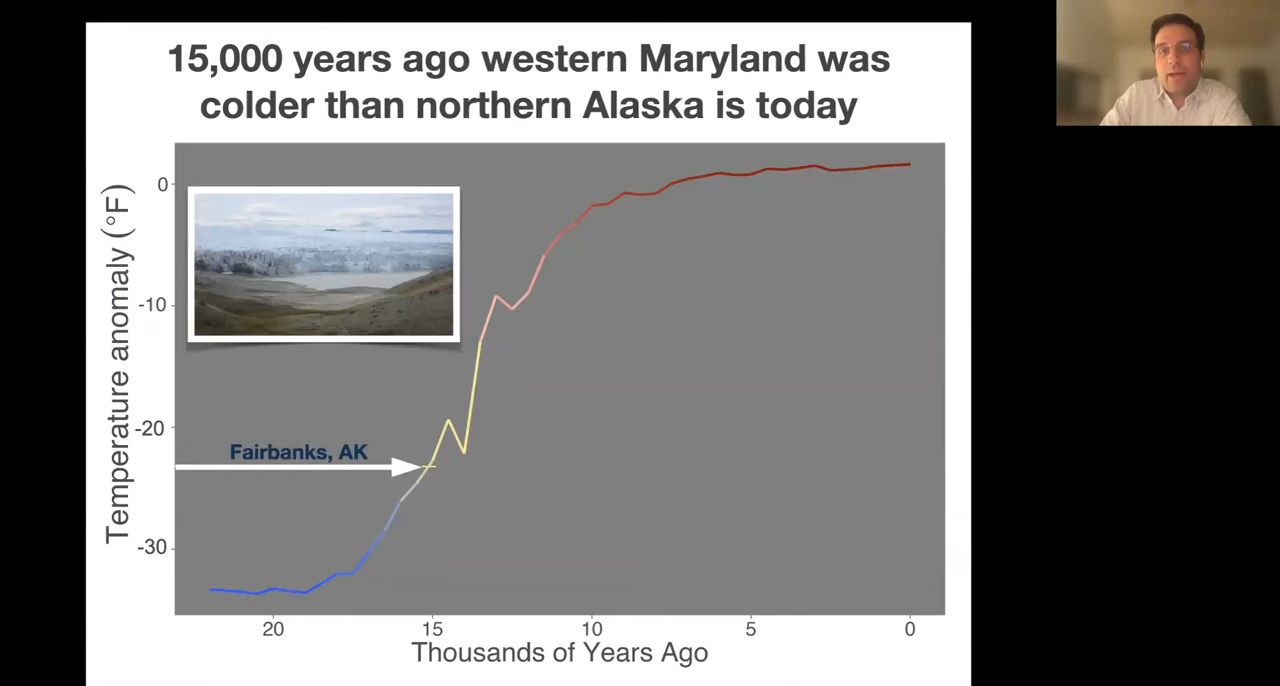 15,000 years ago western Maryland was
colder than northern Alaska is today
Temperature anomaly (°F)
0
-10
-20
-30
Fairbanks, AK
20
15
10
5
0
Thousands of Years Ago